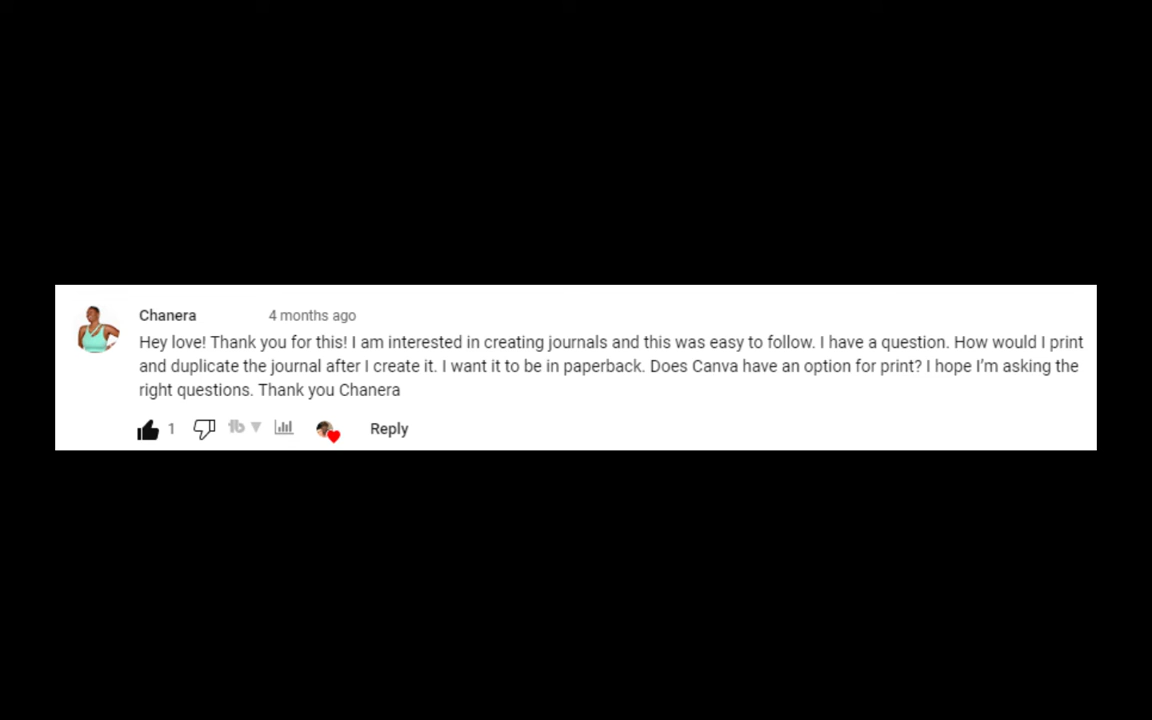 Chanera 4 months ago
Hey love! Thank you for this! I am interested in creating journals and this was easy to follow. I have a question. How would I print
and duplicate the journal after I create it. I want it to be in paperback. Does Canva have an option for print? I hope I'm asking the
right questions. Thank you Chanera
1 Reply